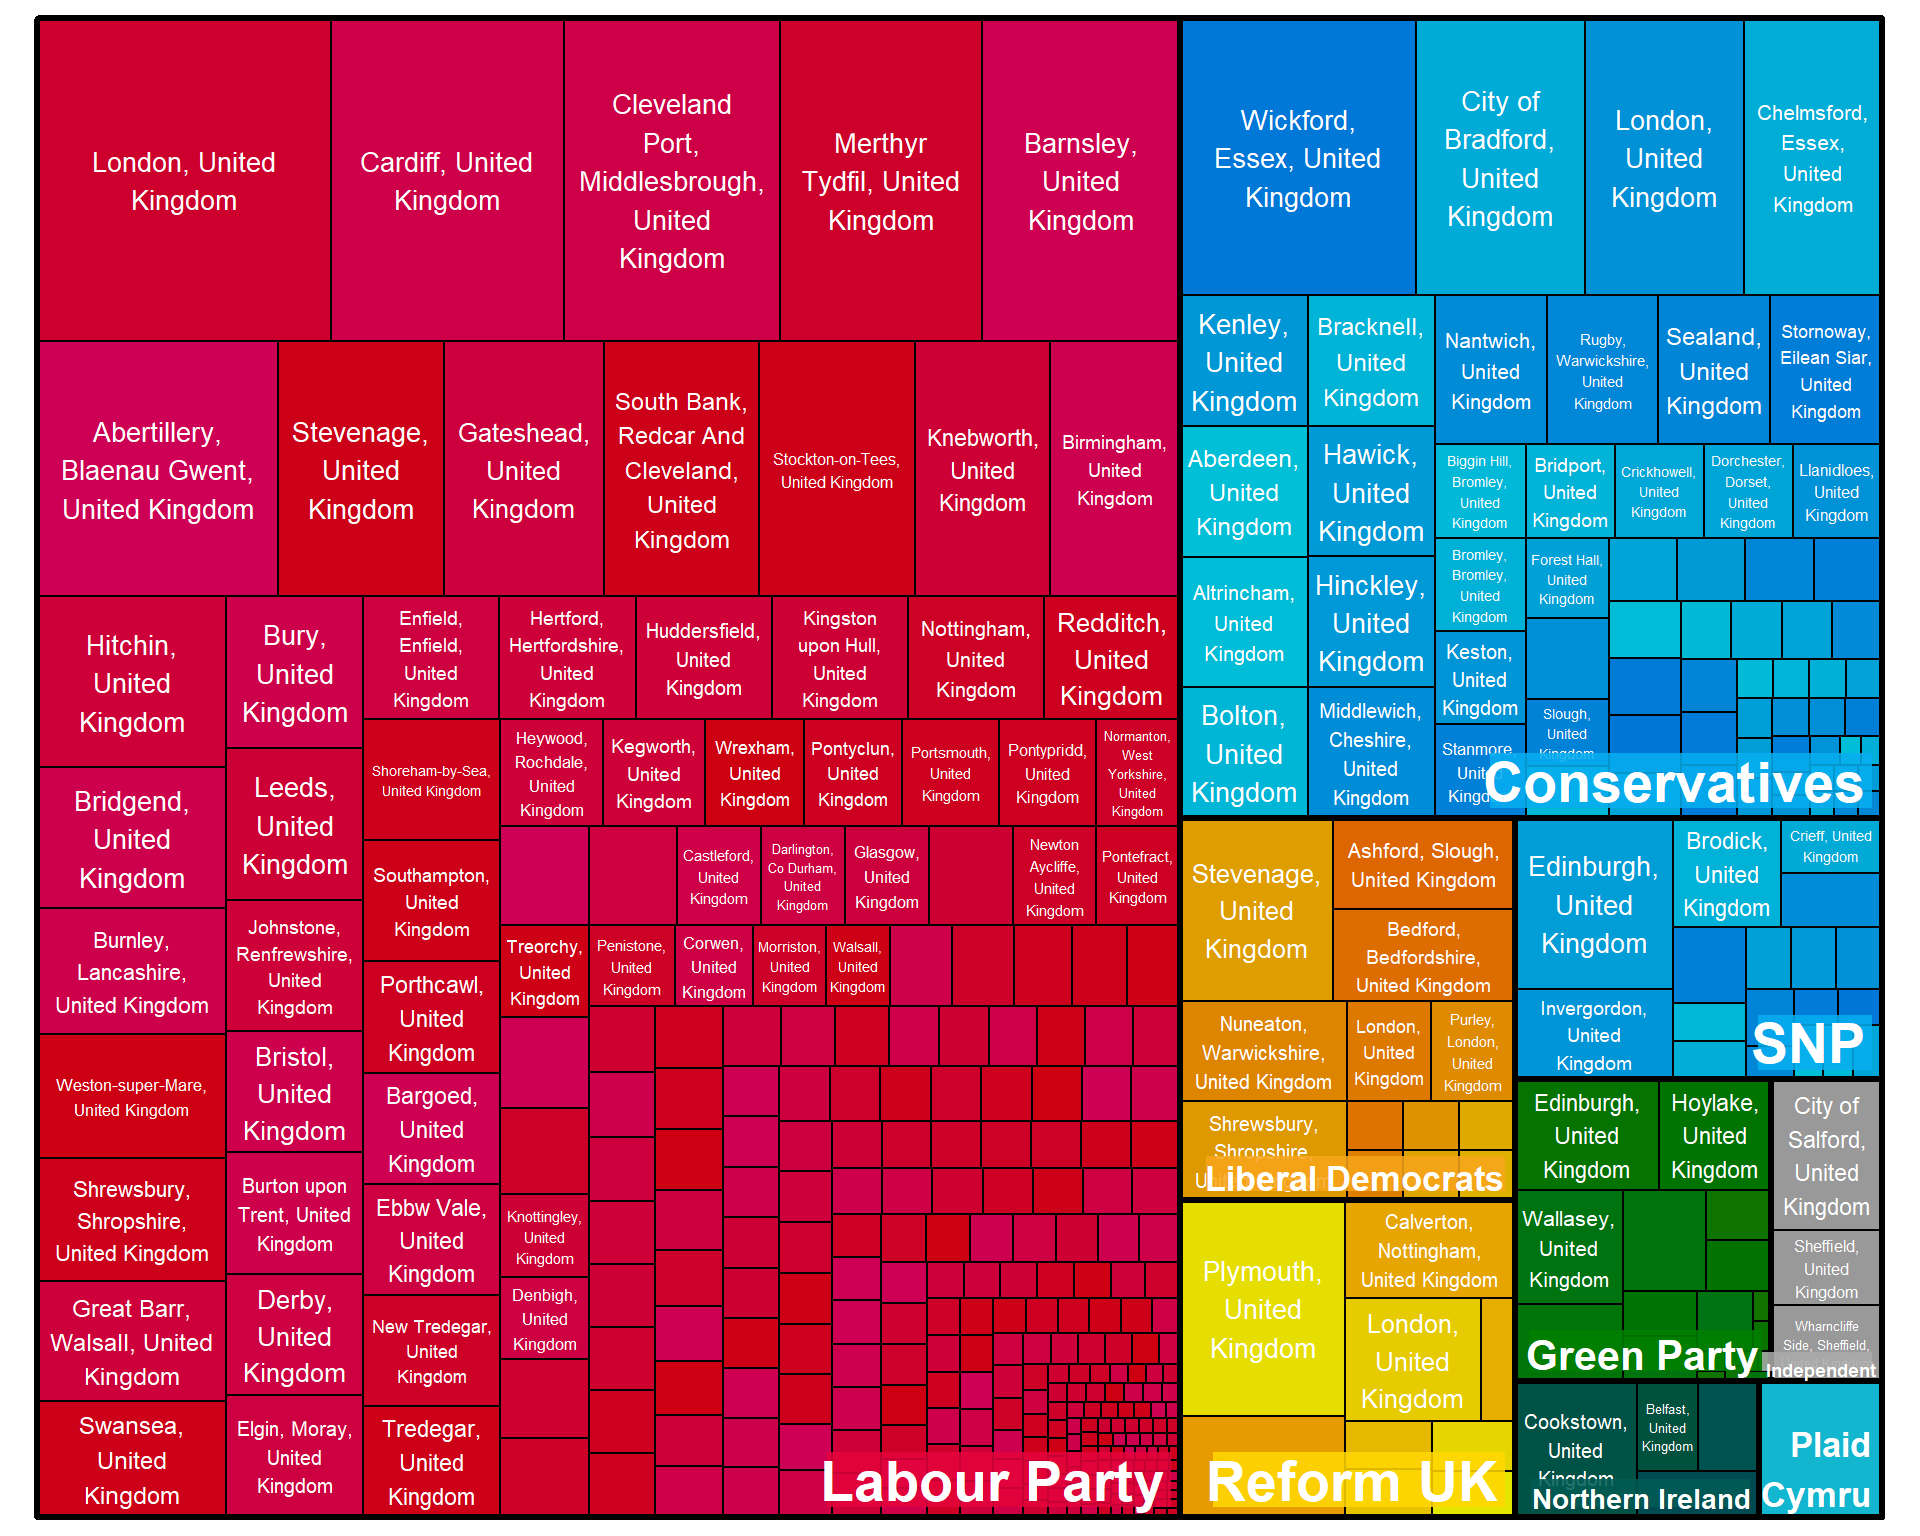 London, United
Kingdom
Cardiff, United
Kingdom
Cleveland
Port,
Middlesbrough,
United
Kingdom
Merthyr
Tydfil, United
Kingdom
Barnsley,
United
Kingdom
Abertillery,
Blaenau Gwent,
United Kingdom
Stevenage,
United
Kingdom
Gateshead,
United
Kingdom
South Bank,
Redcar And
Cleveland,
United
Kingdom
Stockton-on-Tees,
United Kingdom
Knebworth,
United
Kingdom
Birmingham,
United
Kingdom
Hitchin,
United
Kingdom
Bridgend,
United
Kingdom
Burnley,
Lancashire,
United Kingdom
Weston-super-Mare,
United Kingdom
Shrewsbury,
Shropshire,
United Kingdom
Great Barr,
Walsall, United
Kingdom
Swansea,
United
Kingdom
Bury,
United
Kingdom
Leeds,
United
Kingdom
Johnstone,
Renfrewshire,
United
Kingdom
Bristol,
United
Kingdom
Burton upon
Trent, United
Kingdom
Derby,
United
Kingdom
Elgin, Moray,
United
Kingdom
Enfield,
Enfield,
United
Kingdom
Hertford,
Hertfordshire,
United
Kingdom
Huddersfield,
United
Kingdom
Kingston
upon Hull,
United
Kingdom
Nottingham,
United
Kingdom
Redditch,
United
Kingdom
Shoreham-by-Sea,
United Kingdom
Southampton,
United
Kingdom
Porthcawl,
United
Kingdom
Bargoed,
United
Kingdom
Ebbw Vale,
United
Kingdom
New Tredegar,
United
Kingdom
Tredegar,
United
Kingdom
Heywood,
Rochdale,
United
Kingdom
Kegworth,
United
Kingdom
Wrexham,
United
Kingdom
Pontyclun,
United
Kingdom
Portsmouth,
United
Kingdom
Pontypridd,
United
Kingdom
Normanton,
West
Yorkshire,
United
Kingdom
Castleford,
United
Kingdom
Darlington,
Co Durham,
United
Kingdom
Glasgow,
United
Kingdom
Newton
Aycliffe,
United
Kingdom
Pontefract,
United
Kingdom
Treorchy,
United
Kingdom
Penistone,
United
Kingdom
Corwen,
United
Kingdom
Morriston,
United
Kingdom
Walsall,
United
Kingdom
Knottingley,
United
Kingdom
Denbigh,
United
Kingdom
Labour Party
Wickford,
Essex, United
Kingdom
City of
Bradford,
United
Kingdom
London,
United
Kingdom
Chelmsford,
Essex,
United
Kingdom
Kenley,
United
Kingdom
Bracknell,
United
Kingdom
Nantwich,
United
Kingdom
Rugby,
Warwickshire,
United
Kingdom
Sealand,
United
Kingdom
Stornoway,
Eilean Siar,
United
Kingdom
Aberdeen,
United
Kingdom
Hawick,
United
Kingdom
Biggin Hill,
Bromley,
United
Kingdom
Bridport,
United
Kingdom
Crickhowell,
United
Kingdom
Dorchester,
Dorset,
United
Kingdom
Llanidloes,
United
Kingdom
Altrincham,
United
Kingdom
Hinckley,
United
Kingdom
Bromley,
Bromley,
United
Kingdom
Forest Hall,
United
Kingdom
Keston,
United
Kingdom
Bolton,
United
Kingdom
Middlewich,
Cheshire,
United
Kingdom
Stanmore,
United
Kingdom
Slough,
United
Kingdom
Conservatives
Stevenage,
United
Kingdom
Ashford, Slough,
United Kingdom
Bedford,
Bedfordshire,
United Kingdom
Nuneaton,
Warwickshire,
United Kingdom
London,
United
Kingdom
Purley,
London,
United
Kingdom
Shrewsbury,
Shropshire,
Liberal Democrats
Plymouth,
United
Kingdom
Calverton,
Nottingham,
United Kingdom
London,
United
Kingdom
Reform UK
Edinburgh,
United
Kingdom
Brodick,
United
Kingdom
Crieff, United
Kingdom
Invergordon,
United
Kingdom
SNP
Edinburgh,
United
Kingdom
Hoylake,
United
Kingdom
Wallasey,
United
Kingdom
Green Party
City of
Salford,
United
Kingdom
Sheffield,
United
Kingdom
Wharncliffe
Side, Sheffield,
Independent
Cookstown,
United
Kingdom
Belfast,
United
Kingdom
Northern Ireland
Plaid
Cymru